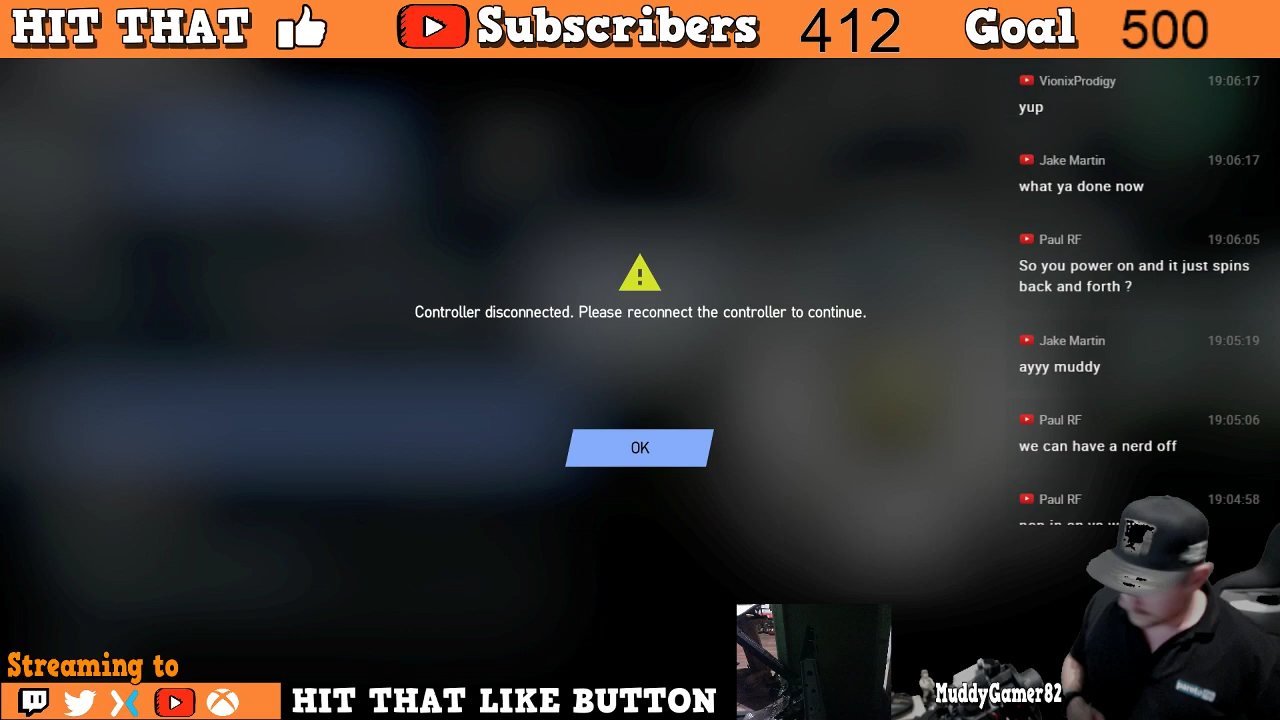 HIT THAT
Subscribers
412
Goal
500
VionixProdigy
19:06:17
yup
Jake Martin
19:06:17
what ya done now
Paul RF
19:06:05
So you power on and it just spins
back and forth ?
Jake Martin
19:05:19
ayyy muddy
Paul RF
19:05:06
we can have a nerd off
Paul RF
19:04:58
Controller disconnected. Please reconnect the controller to continue.
OK
Streaming to
HIT THAT LIKE BUTTON
MuddyGamer82